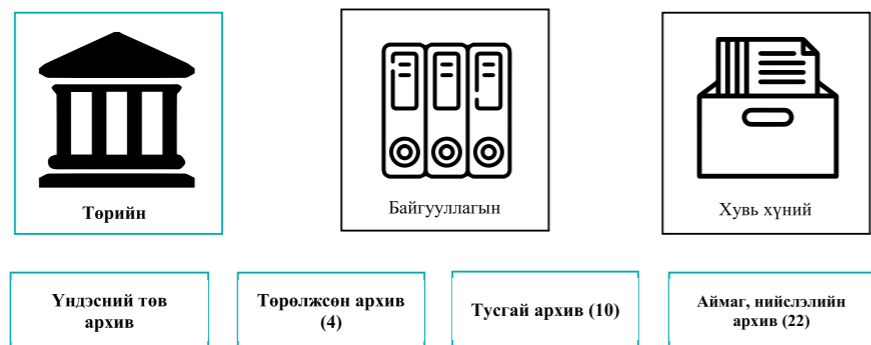 Төрийн
Байгууллагын
Хувь хүний
Үндэсний төв
архив
Төрөлжсөн архив
(4)
Тусгай архив (10)
Аймаг, нийслэлийн
архив (22)